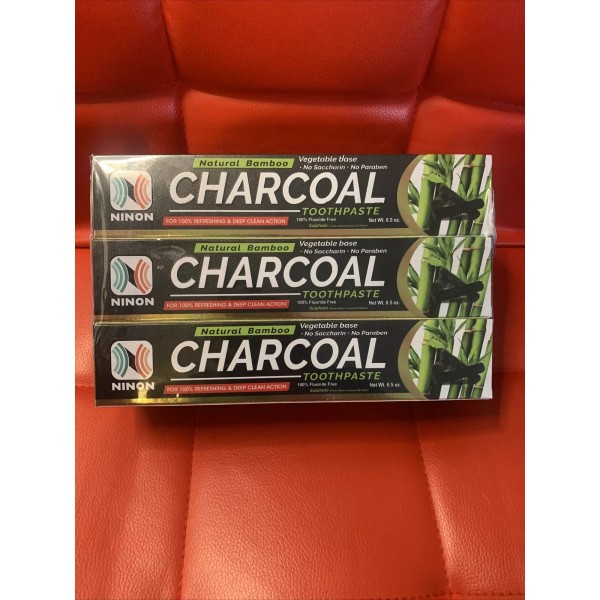 Natural Bamboo
Vegetable base
• No Saccharin • No Paraben
CHARCOAL
TOOTHPASTE
NINON
FOR 100% REFRESHING & DEEP CLEAN ACTION
100% Fluoride Free
Net Wt. 6.5 oz.
Sulphate
Natural Bamboo
Vegetable base
• No Saccharin • No Paraben
CHARCOAL
TOOTHPASTE
NINON
FOR 100% REFRESHING & DEEP CLEAN ACTION
100% Fluoride Free
Net Wt. 6.5 oz.
Sulphate
Natural Bamboo
Vegetable base
• No Saccharin • No Paraben
CHARCOAL
TOOTHPASTE
NINON
FOR 100% REFRESHING & DEEP CLEAN ACTION
100% Fluoride Free
Net Wt. 6.5 oz.
Sulphate